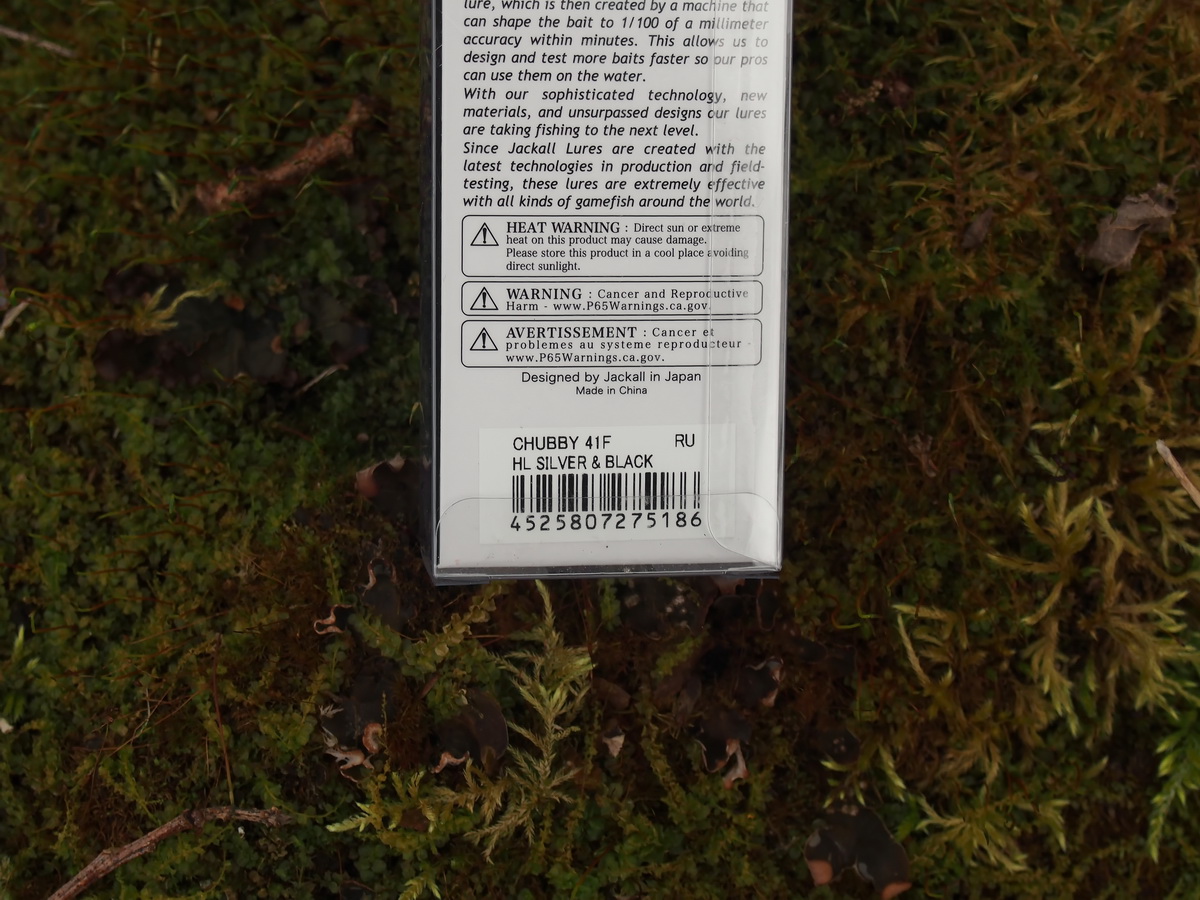 lure, which is then created by a machine that
can shape the bait to 1/100 of a millimeter
accuracy within minutes. This allows us to
design and test more baits faster so our pros
can use them on the water.
With our sophisticated technology, new
materials, and unsurpassed designs our lures
are taking fishing to the next level.
Since Jackall Lures are created with the
latest technologies in production and field-
testing, these lures are extremely effective
with all kinds of gamefish around the world.
HEAT WARNING : Direct sun or extreme
heat on this product may cause damage.
Please store this product in a cool place avoiding
direct sunlight.
WARNING : Cancer and Reproductive
Harm - www.P65Warnings.ca.gov.
AVERTISSEMENT : Cancer et
problemes au systeme reproducteur -
www.P65Warnings.ca.gov.
Designed by Jackall in Japan
Made in China
CHUBBY 41F RU
HL SILVER & BLACK
4525807275186